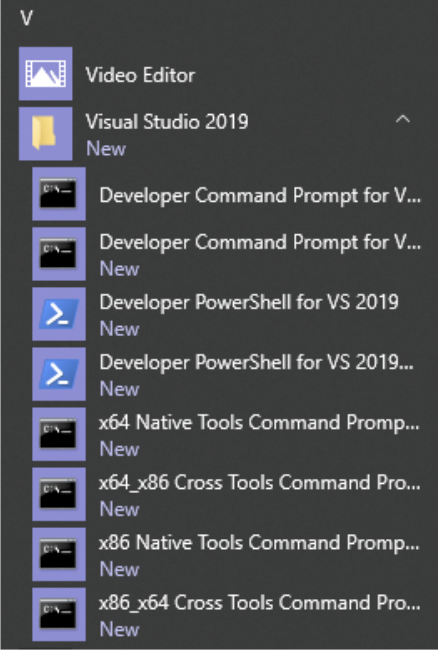 V
Video Editor
Visual Studio 2019
New
Developer Command Prompt for V...
Developer Command Prompt for V...
New
Developer PowerShell for VS 2019
New
Developer PowerShell for VS 2019...
New
x64 Native Tools Command Promp...
New
x64_x86 Cross Tools Command Pro...
New
x86 Native Tools Command Promp...
New
x86_x64 Cross Tools Command Pro...
New